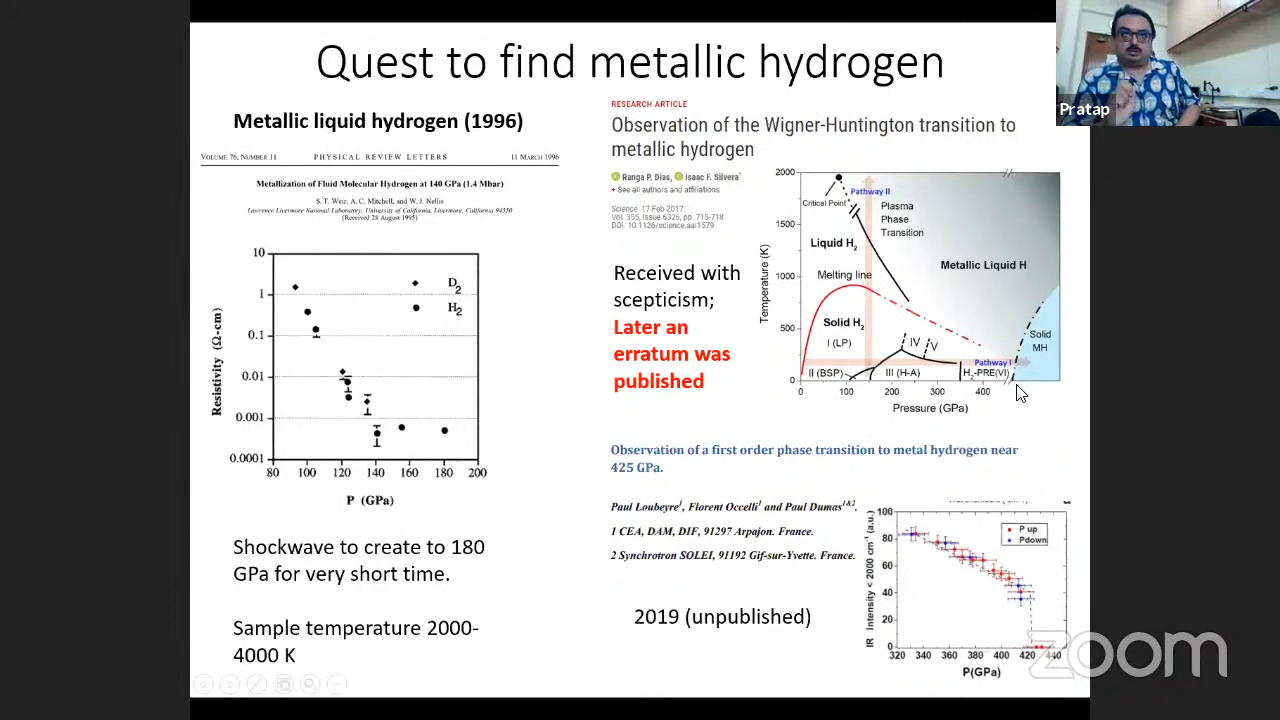 Quest to find metallic hydrogen
Pratap
Metallic liquid hydrogen (1996)
VOLUME 76, NUMBER 11 PHYSICAL REVIEW LETTERS 11 MARCH 1996
Metallization of Fluid Molecular Hydrogen at 140 GPa (1.4 Mbar)
S. T. Weir, A. C. Mitchell, and W. J. Nellis
Lawrence Livermore National Laboratory, University of California, Livermore, California 94550
(Received 28 August 1995)
10
1
0.1
0.01
0.001
0.0001
Resistivity (Ω-cm)
D2
H2
80 100 120 140 160 180 200
P (GPa)
Shockwave to create to 180
GPa for very short time.
Sample temperature 2000-
4000 K
RESEARCH ARTICLE
Observation of the Wigner-Huntington transition to
metallic hydrogen
Ranga P. Dias, Isaac F. Silvera*
+ See all authors and affiliations
Science 17 Feb 2017:
Vol. 355, Issue 6326, pp. 715-718
DOI: 10.1126/science.aal1579
Received with
scepticism;
Later an
erratum was
published
2000
1500
1000
500
0
Temperature (K)
Critical Point
Pathway II
Plasma
Phase
Transition
Liquid H2
Metallic Liquid H
Melting line
Solid H2
I (LP)
IV
V
Solid
MH
Pathway I
II (BSP)
III (H-A)
H2-PRE(VI)
0 100 200 300 400
Pressure (GPa)
Observation of a first order phase transition to metal hydrogen near
425 GPa.
Paul Loubeyre1, Florent Occelli1 and Paul Dumas1&2.
1 CEA, DAM, DIF, 91297 Arpajon. France.
2 Synchrotron SOLEI, 91192 Gif-sur-Yvette. France.
2019 (unpublished)
100
80
60
40
20
0
IR Intensity < 2000 cm-1 (a.u.)
P up
Pdown
320 340 360 380 400 420 440
P(GPa)
zoom